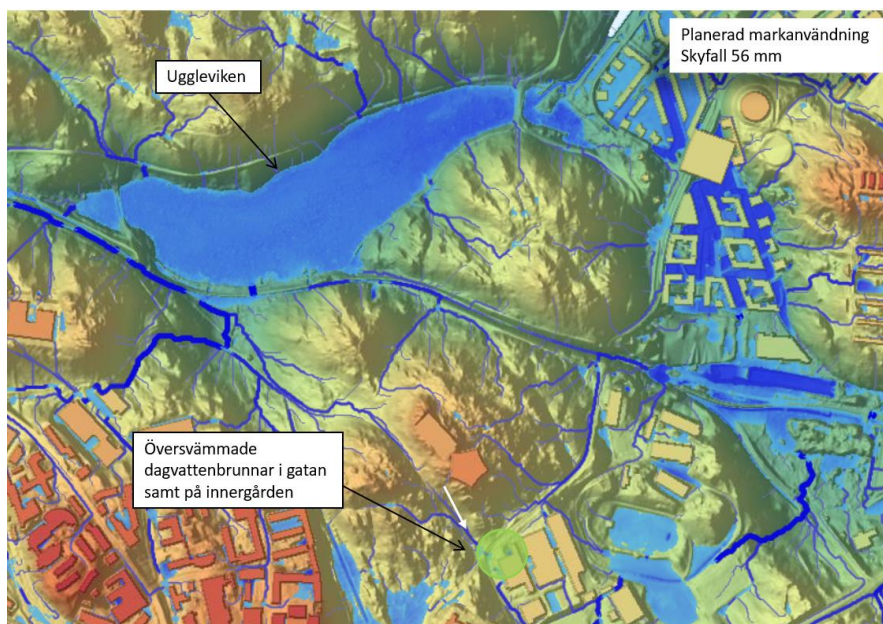 Planerad markanvändning
Skyfall 56 mm
Uggleviken
Översvämmade
dagvattenbrunnar i gatan
samt på innergården